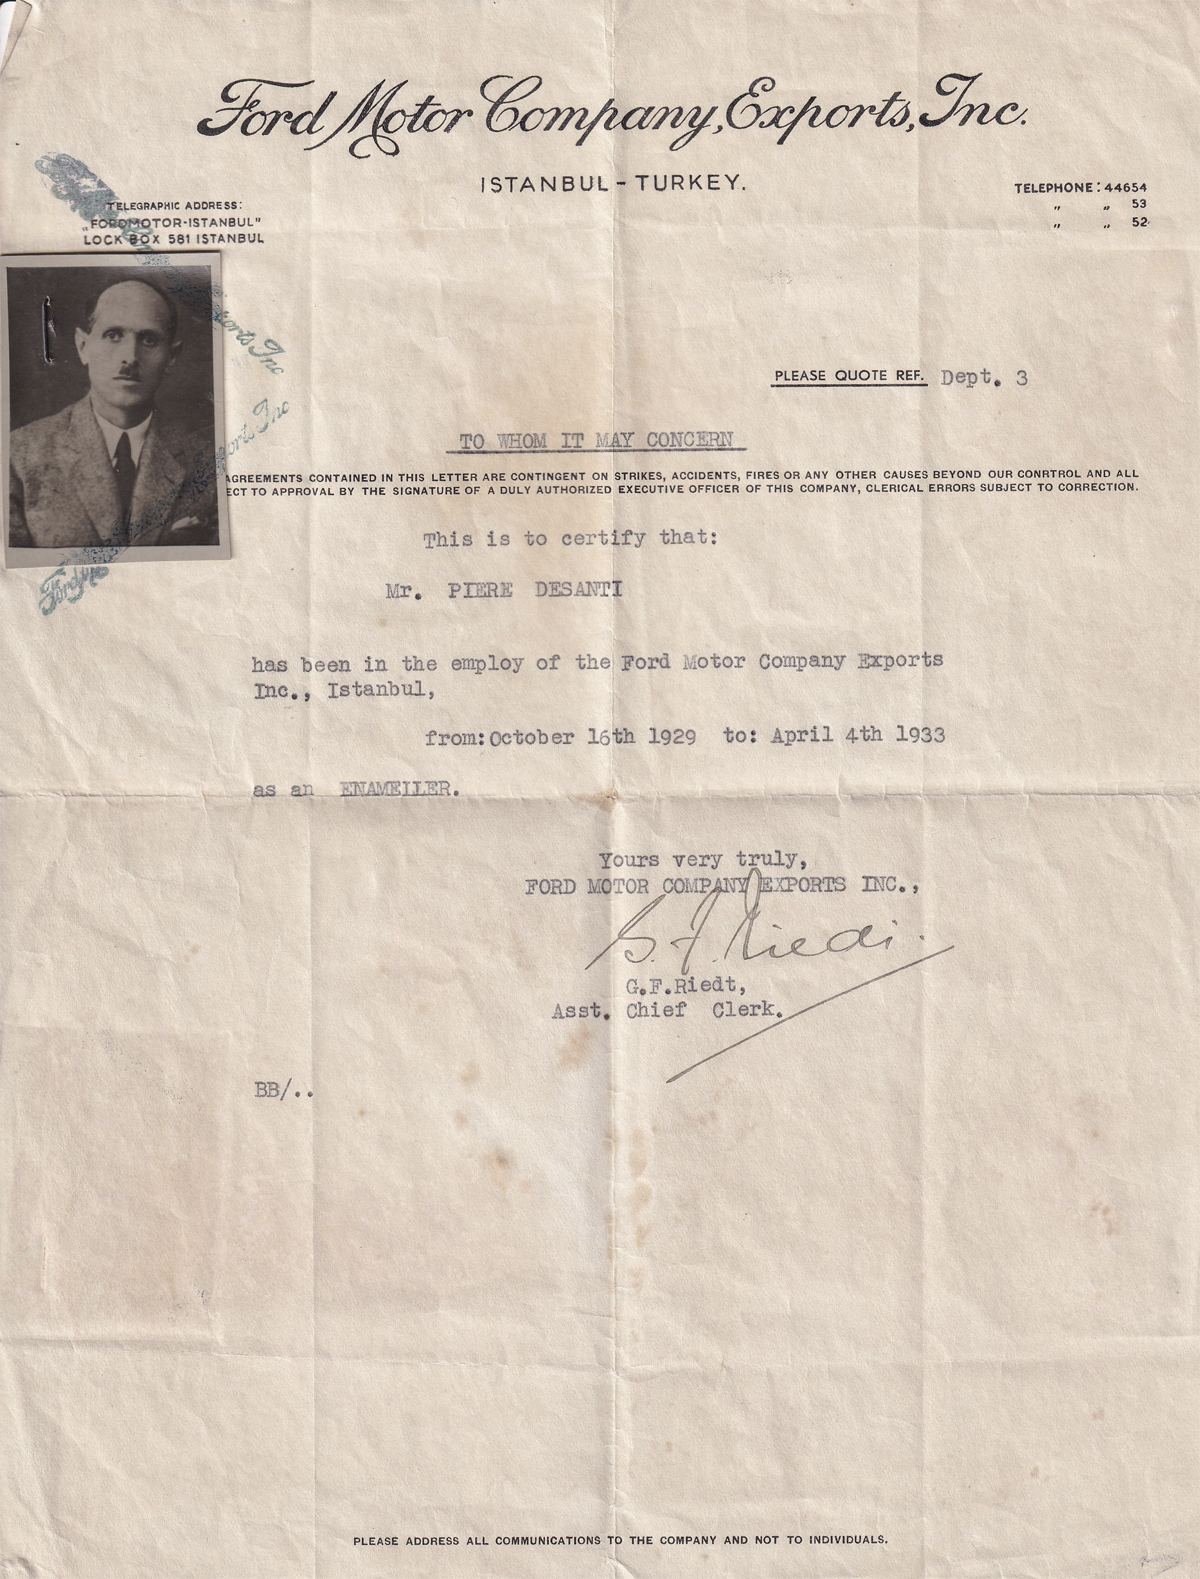 Ford Motor Company, Exports, Inc.
ISTANBUL - TURKEY.
TELEGRAPHIC ADDRESS:
„FORDMOTOR-ISTANBUL"
LOCK BOX 581 ISTANBUL
TELEPHONE: 44654
„ „ 53
„ „ 52
PLEASE QUOTE REF. Dept. 3
TO WHOM IT MAY CONCERN
AGREEMENTS CONTAINED IN THIS LETTER ARE CONTINGENT ON STRIKES, ACCIDENTS, FIRES OR ANY OTHER CAUSES BEYOND OUR CONRTROL AND ALL
ECT TO APPROVAL BY THE SIGNATURE OF A DULY AUTHORIZED EXECUTIVE OFFICER OF THIS COMPANY, CLERICAL ERRORS SUBJECT TO CORRECTION.
This is to certify that:
Mr. PIERE DESANTI
has been in the employ of the Ford Motor Company Exports
Inc., Istanbul,
from: October 16th 1929 to: April 4th 1933
as an ENAMELLER.
Yours very truly,
FORD MOTOR COMPANY EXPORTS INC.,
G. F. Riedt.
G.F.Riedt,
Asst. Chief Clerk.
BB/..
PLEASE ADDRESS ALL COMMUNICATIONS TO THE COMPANY AND NOT TO INDIVIDUALS.